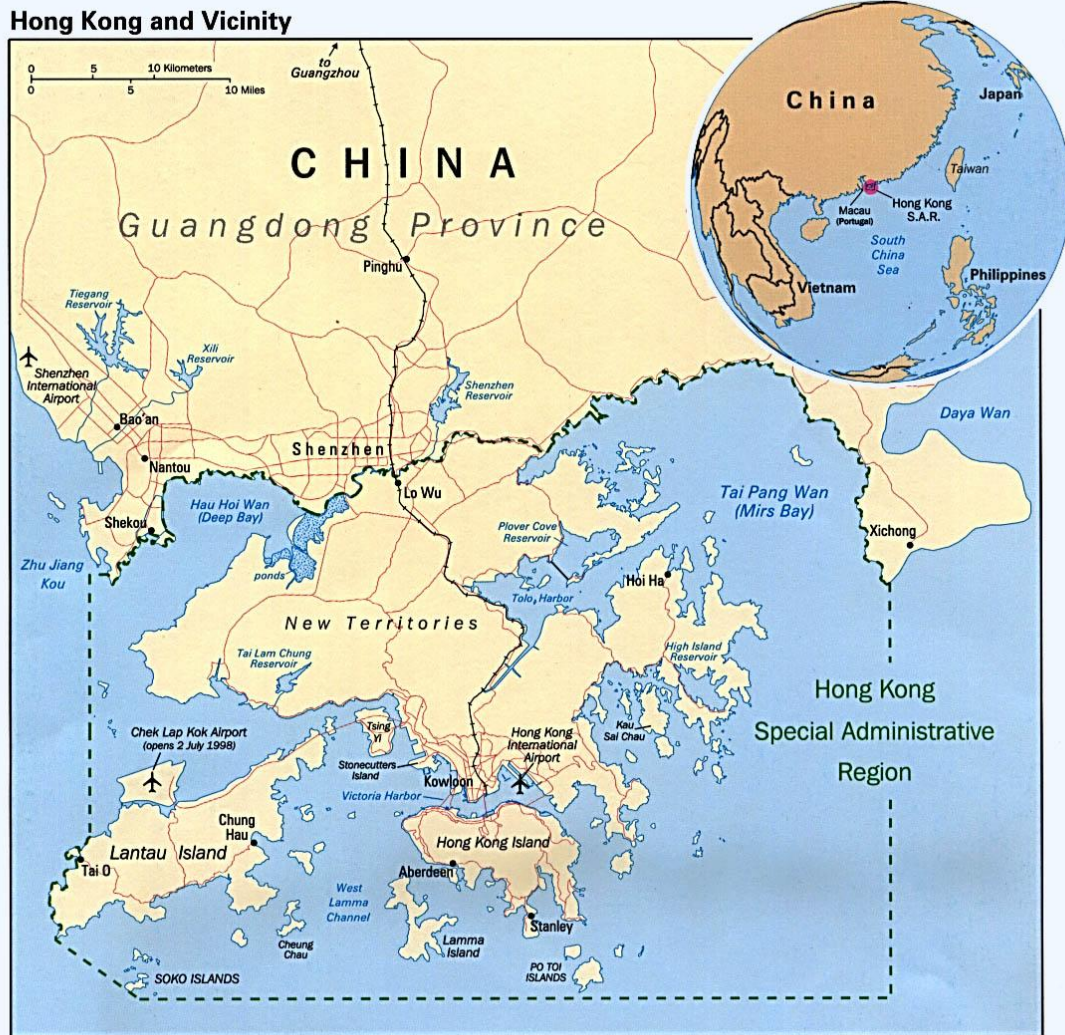 Hong Kong and Vicinity
0 5 10 Kilometers
0 5 10 Miles
to
Guangzhou
CHINA
Guangdong Province
Pinghu
Tiegang
Reservoir
Xili
Reservoir
Shenzhen
International
Airport
Bao'an
Nantou
Shenzhen
Shenzhen
Reservoir
Lo Wu
Shekou
Hau Hoi Wan
(Deep Bay)
Zhu Jiang
Kou
ponds
Plover Cove
Reservoir
Tai Pang Wan
(Mirs Bay)
Daya Wan
Xichong
Hoi Ha
Tolo, Harbor
New Territories
Tai Lam Chung
Reservoir
High Island
Reservoir
Hong Kong
Special Administrative
Region
Chek Lap Kok Airport
(opens 2 July 1998)
Tsing
Yi
Stonecutters
Island
Hong Kong
International
Airport
Kau
Sai Chau
Kowloon
Victoria Harbor
Chung
Hau
Lantau Island
Tai O
Hong Kong Island
Aberdeen
West
Lamma
Channel
Stanley
Cheung
Chau
Lamma
Island
SOKO ISLANDS
PO TOI
ISLANDS
China
Japan
Taiwan
Macau
(Portugal)
Hong Kong
S.A.R.
South
China
Sea
Philippines
Vietnam